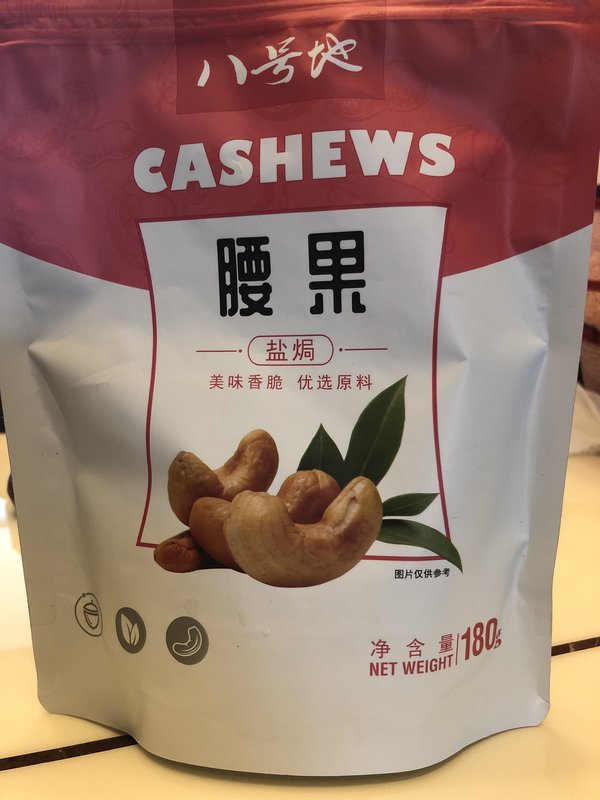 八号地
CASHEWS
腰果
盐焗
美味香脆 优选原料
图片仅供参考
净含量
NET WEIGHT
180g